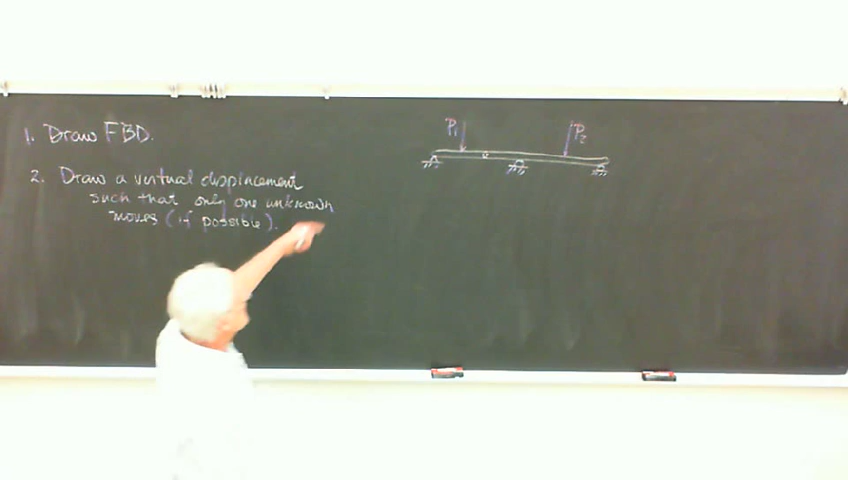 1. Draw FBD.
2. Draw a virtual displacement
such that only one unknown
moves (if possible).
P1
P2